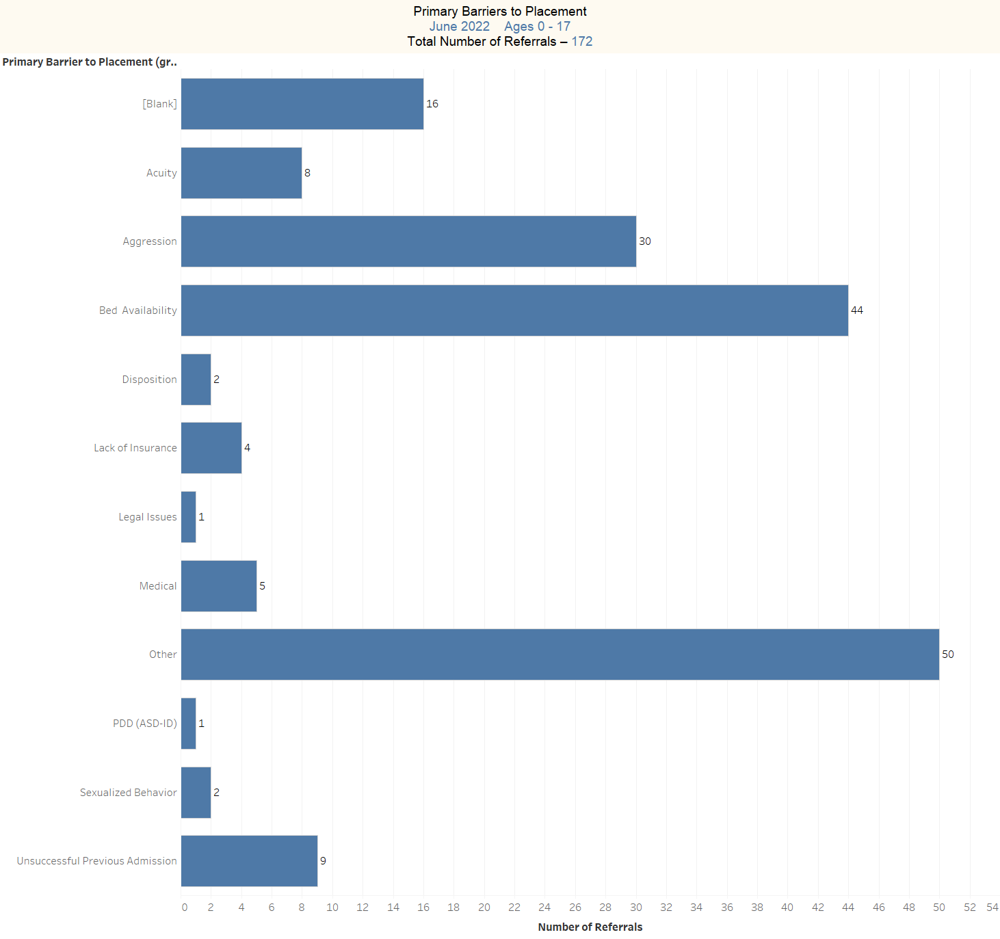 Primary Barriers to Placement
June 2022 Ages 0 - 17
Total Number of Referrals – 172
Primary Barrier to Placement (gr..
[Blank] 16
Acuity 8
Aggression 30
Bed Availability 44
Disposition 2
Lack of Insurance 4
Legal Issues 1
Medical 5
Other 50
PDD (ASD-ID) 1
Sexualized Behavior 2
Unsuccessful Previous Admission 9
0 2 4 6 8 10 12 14 16 18 20 22 24 26 28 30 32 34 36 38 40 42 44 46 48 50 52 54
Number of Referrals